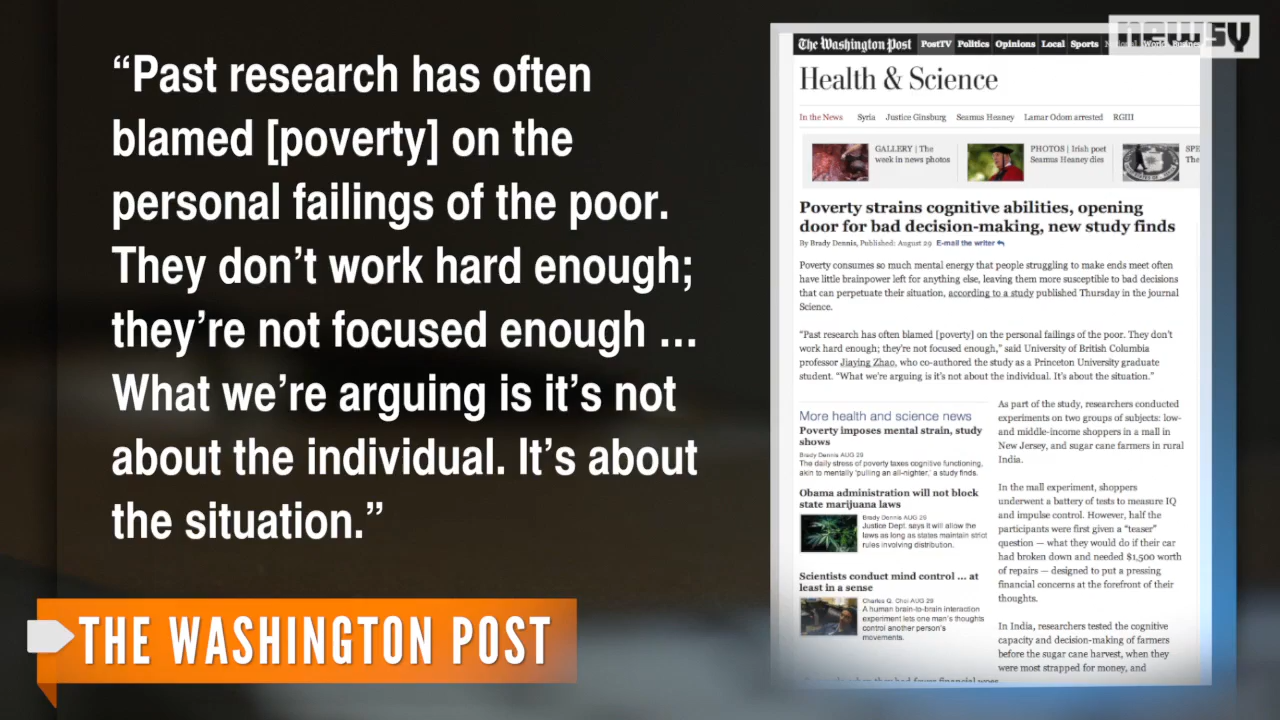 “Past research has often
blamed [poverty] on the
personal failings of the poor.
They don’t work hard enough;
they’re not focused enough ...
What we’re arguing is it’s not
about the individual. It’s about
the situation.”
THE WASHINGTON POST
newsy
The Washington Post PostTV Politics Opinions Local Sports
Health & Science
In the News Syria Justice Ginsburg Seamus Heaney Lamar Odom arrested RGIII
GALLERY | The
week in news photos
PHOTOS | Irish poet
Seamus Heaney dies
Poverty strains cognitive abilities, opening
door for bad decision-making, new study finds
By Brady Dennis, Published: August 29 E-mail the writer
Poverty consumes so much mental energy that people struggling to make ends meet often
have little brainpower left for anything else, leaving them more susceptible to bad decisions
that can perpetuate their situation, according to a study published Thursday in the journal
Science.
“Past research has often blamed [poverty] on the personal failings of the poor. They don’t
work hard enough; they’re not focused enough,” said University of British Columbia
professor Jiaying Zhao, who co-authored the study as a Princeton University graduate
student. “What we’re arguing is it’s not about the individual. It’s about the situation.”
More health and science news
Poverty imposes mental strain, study
shows
Brady Dennis AUG 29
The daily stress of poverty taxes cognitive functioning,
akin to mentally ‘pulling an all-nighter,’ a study finds.
Obama administration will not block
state marijuana laws
Brady Dennis AUG 29
Justice Dept. says it will allow the
laws as long as states maintain strict
rules involving distribution.
Scientists conduct mind control ... at
least in a sense
Charles Q. Choi AUG 29
A human brain-to-brain interaction
experiment lets one man’s thoughts
control another person’s
movements.
As part of the study, researchers conducted
experiments on two groups of subjects: low-
and middle-income shoppers in a mall in
New Jersey, and sugar cane farmers in rural
India.
In the mall experiment, shoppers
underwent a battery of tests to measure IQ
and impulse control. However, half the
participants were first given a “teaser”
question — what they would do if their car
had broken down and needed $1,500 worth
of repairs — designed to put a pressing
financial concerns at the forefront of their
thoughts.
In India, researchers tested the cognitive
capacity and decision-making of farmers
before the sugar cane harvest, when they
were most strapped for money, and